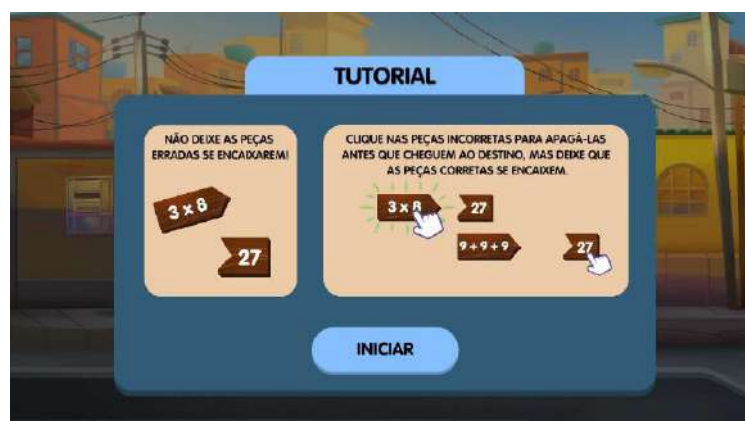 TUTORIAL
NÃO DEIXE AS PEÇAS
ERRADAS SE ENCAIXAREM!
3 x 8
27
CLIQUE NAS PEÇAS INCORRETAS PARA APAGÁ-LAS
ANTES QUE CHEGUEM AO DESTINO, MAS DEIXE QUE
AS PEÇAS CORRETAS SE ENCAIXEM.
3 x 8 27
9+9+9 27
INICIAR